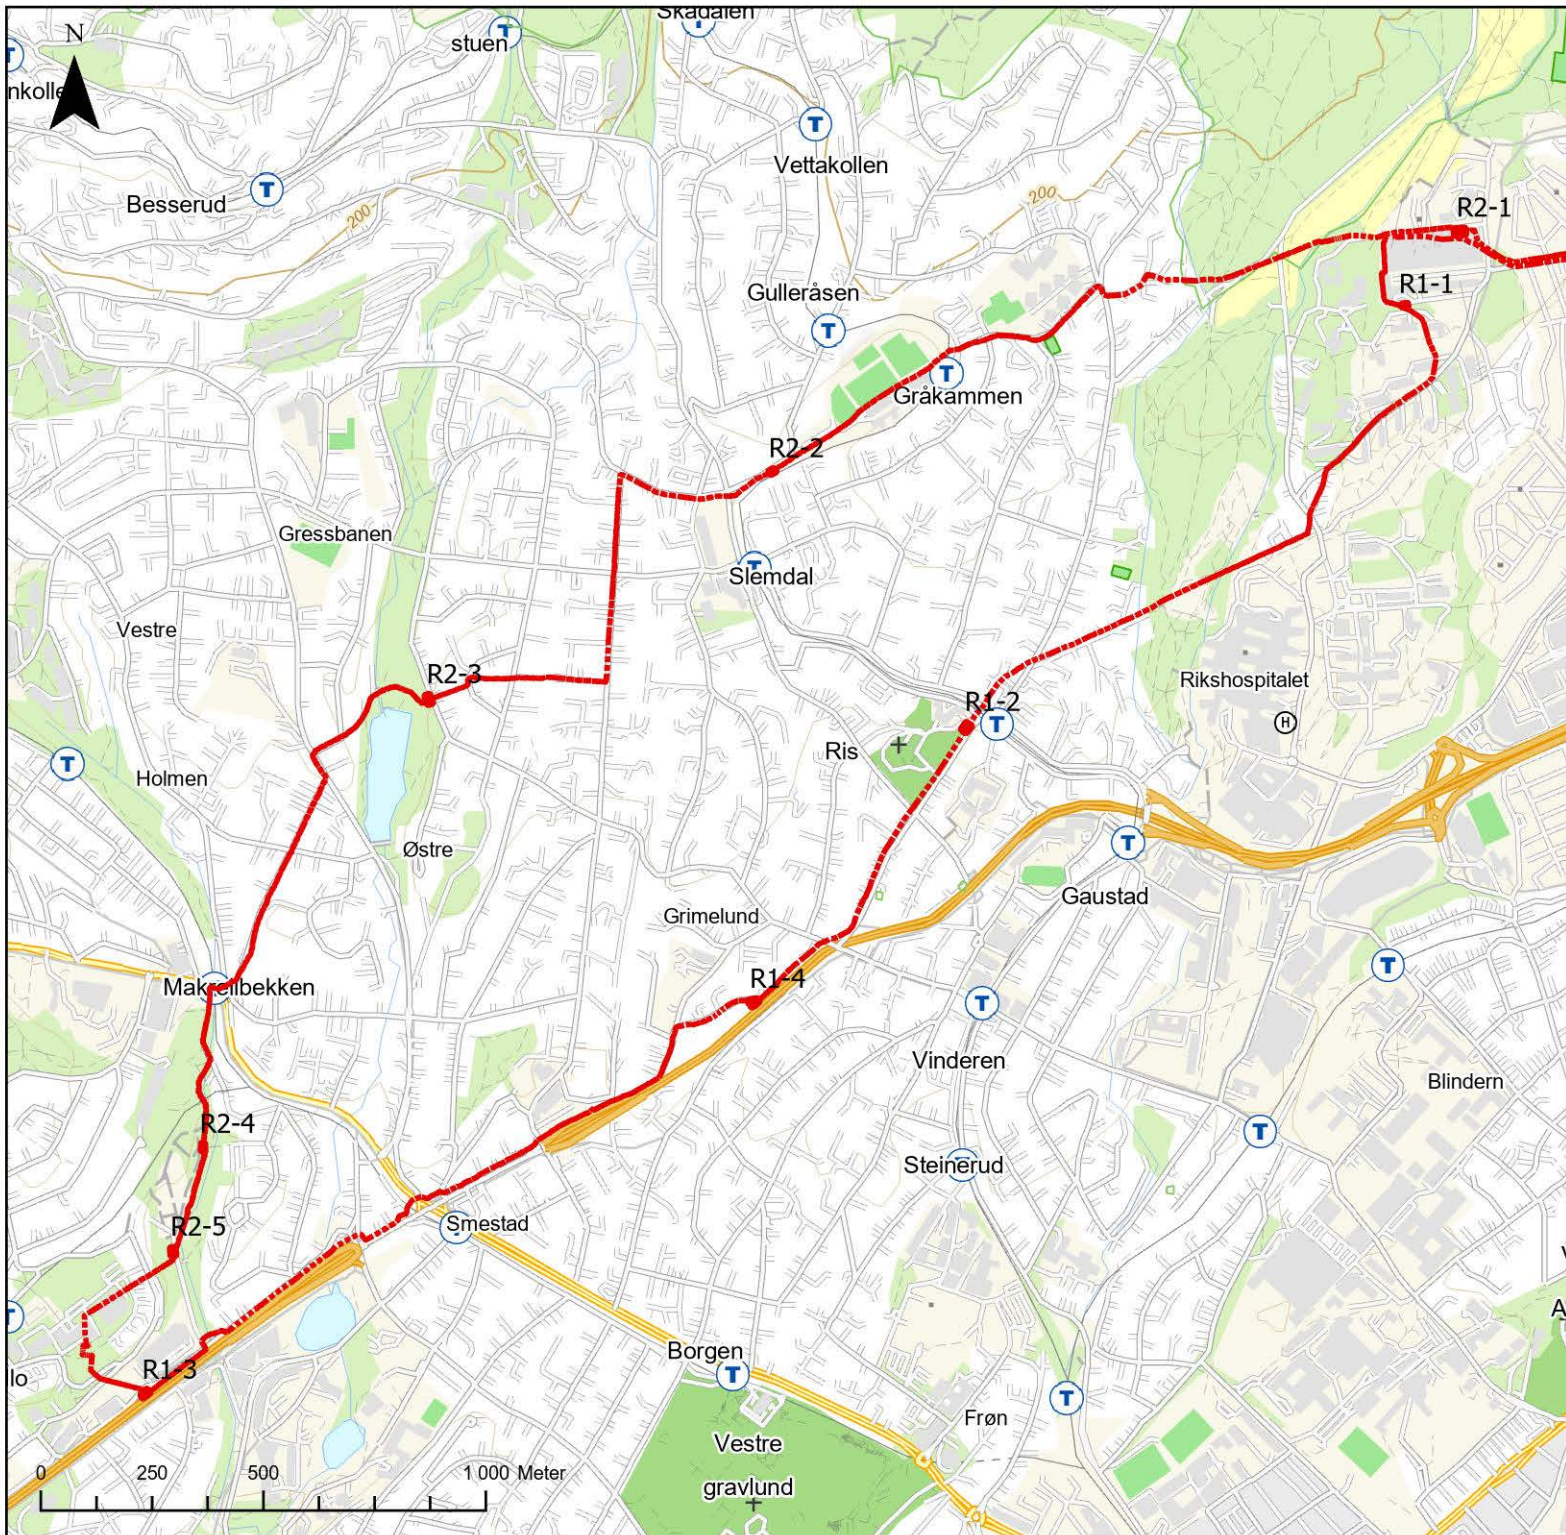 Skådalen
N
T
T
stuen
T
nkolle
T
Vettakollen
200
T
Besserud
200
R2-1
Gulleråsen
R1-1
T
T
Gråkammen
R2-2
Gressbanen
T
Slemdal
Vestre
R2-3
Rikshospitalet
R1-2
H
T
Ris
T
Holmen
T
Østre
Gaustad
Grimelund
T
Makrellbekken
R1-4
T
Vinderen
Blindern
R2-4
T
Steinerud
T
R2-5
Smestad
T
T
A
Borgen
lo
R1-3
T
T
Frøn
Vestre
gravlund
0 250 500 1 000 Meter